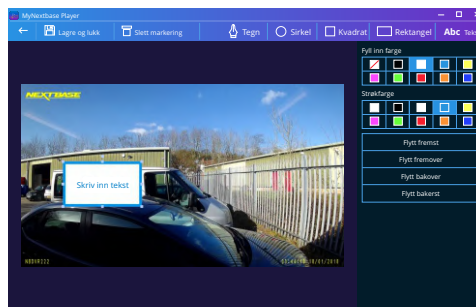 MyNextbase Player
Lagre og lukk
Slett markering
Tegn
Sirkel
Kvadrat
Rektangel
Abc
Fyll inn farge
NEXTBASE
Strøkfarge
Flytt fremst
Flytt fremover
Flytt bakover
Flytt bakerst
Skriv inn tekst